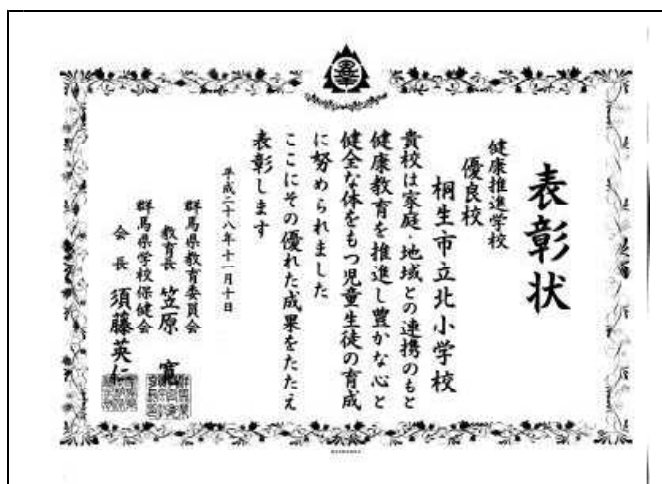 表彰状
健康推進学校
優良校
桐生市立北小学校
貴校は家庭・地域との連携のもと
健康教育を推進し豊かな心と
健全な体をもつ児童生徒の育成
に努められました
ここにその優れた成果をたたえ
表彰します
平成二十八年十一月十日
群馬県教育委員会
教育長 笠原 寛
群馬県学校保健会
会長 須藤英仁